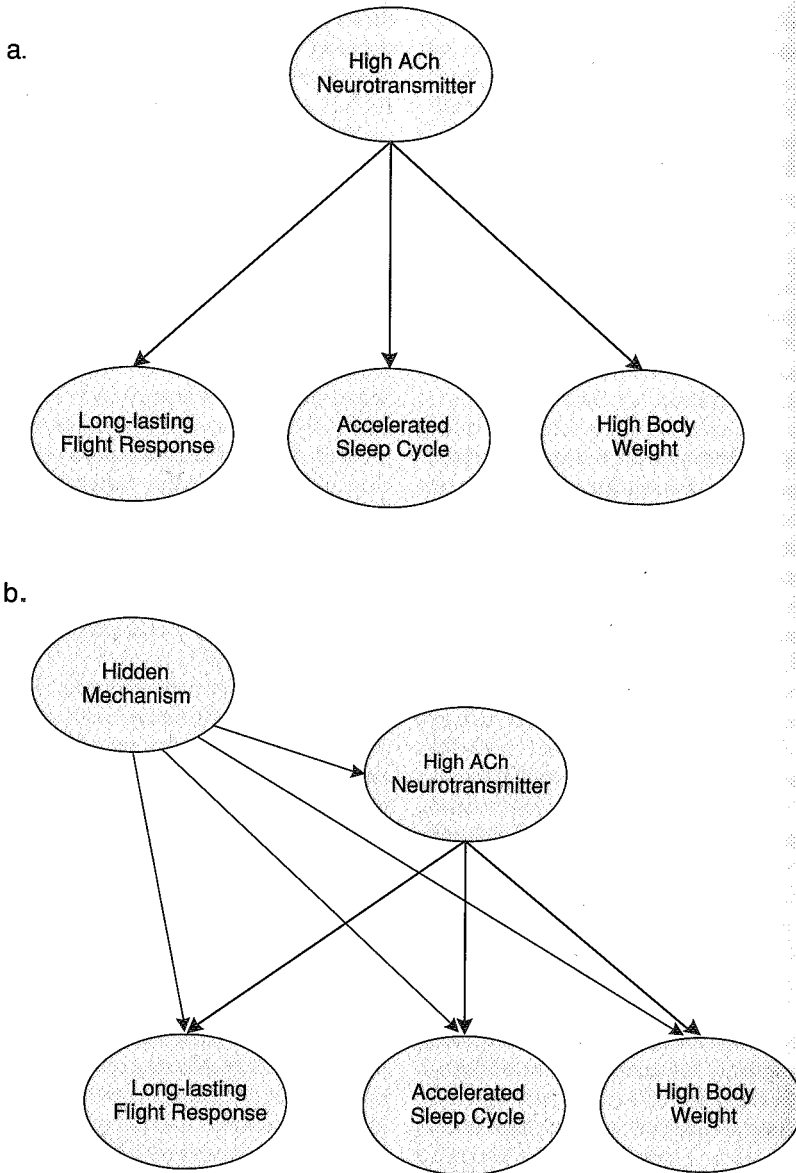 a.
High ACh
Neurotransmitter
Long-lasting
Flight Response
Accelerated
Sleep Cycle
High Body
Weight
b.
Hidden
Mechanism
High ACh
Neurotransmitter
Long-lasting
Flight Response
Accelerated
Sleep Cycle
High Body
Weight